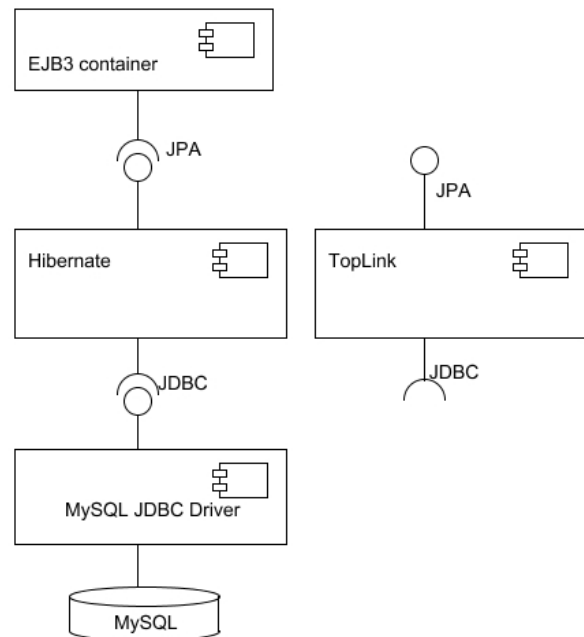 EJB3 container
JPA
JPA
Hibernate
TopLink
JDBC
JDBC
MySQL JDBC Driver
MySQL